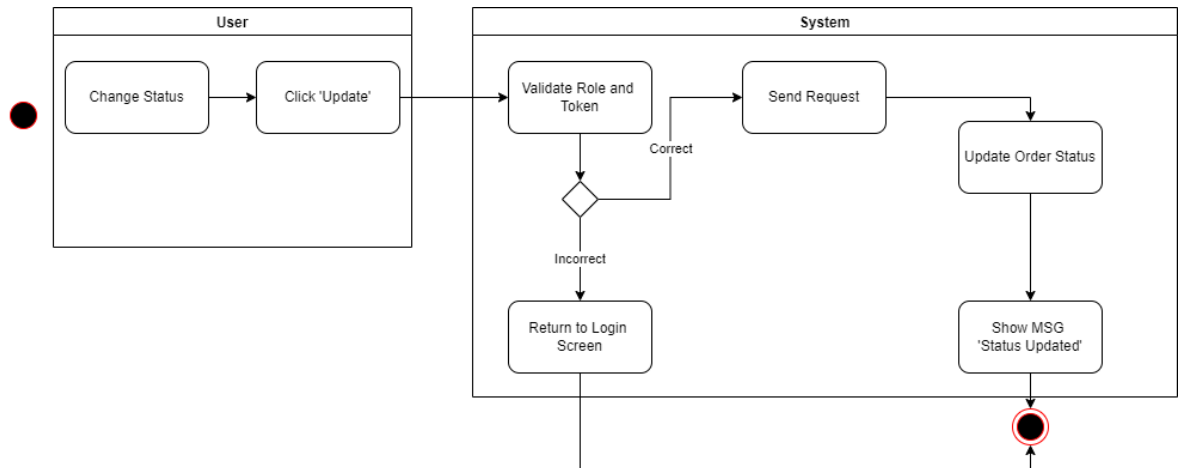 User
System
Change Status
Click 'Update'
Validate Role and
Token
Send Request
Correct
Update Order Status
Incorrect
Return to Login
Screen
Show MSG
'Status Updated'